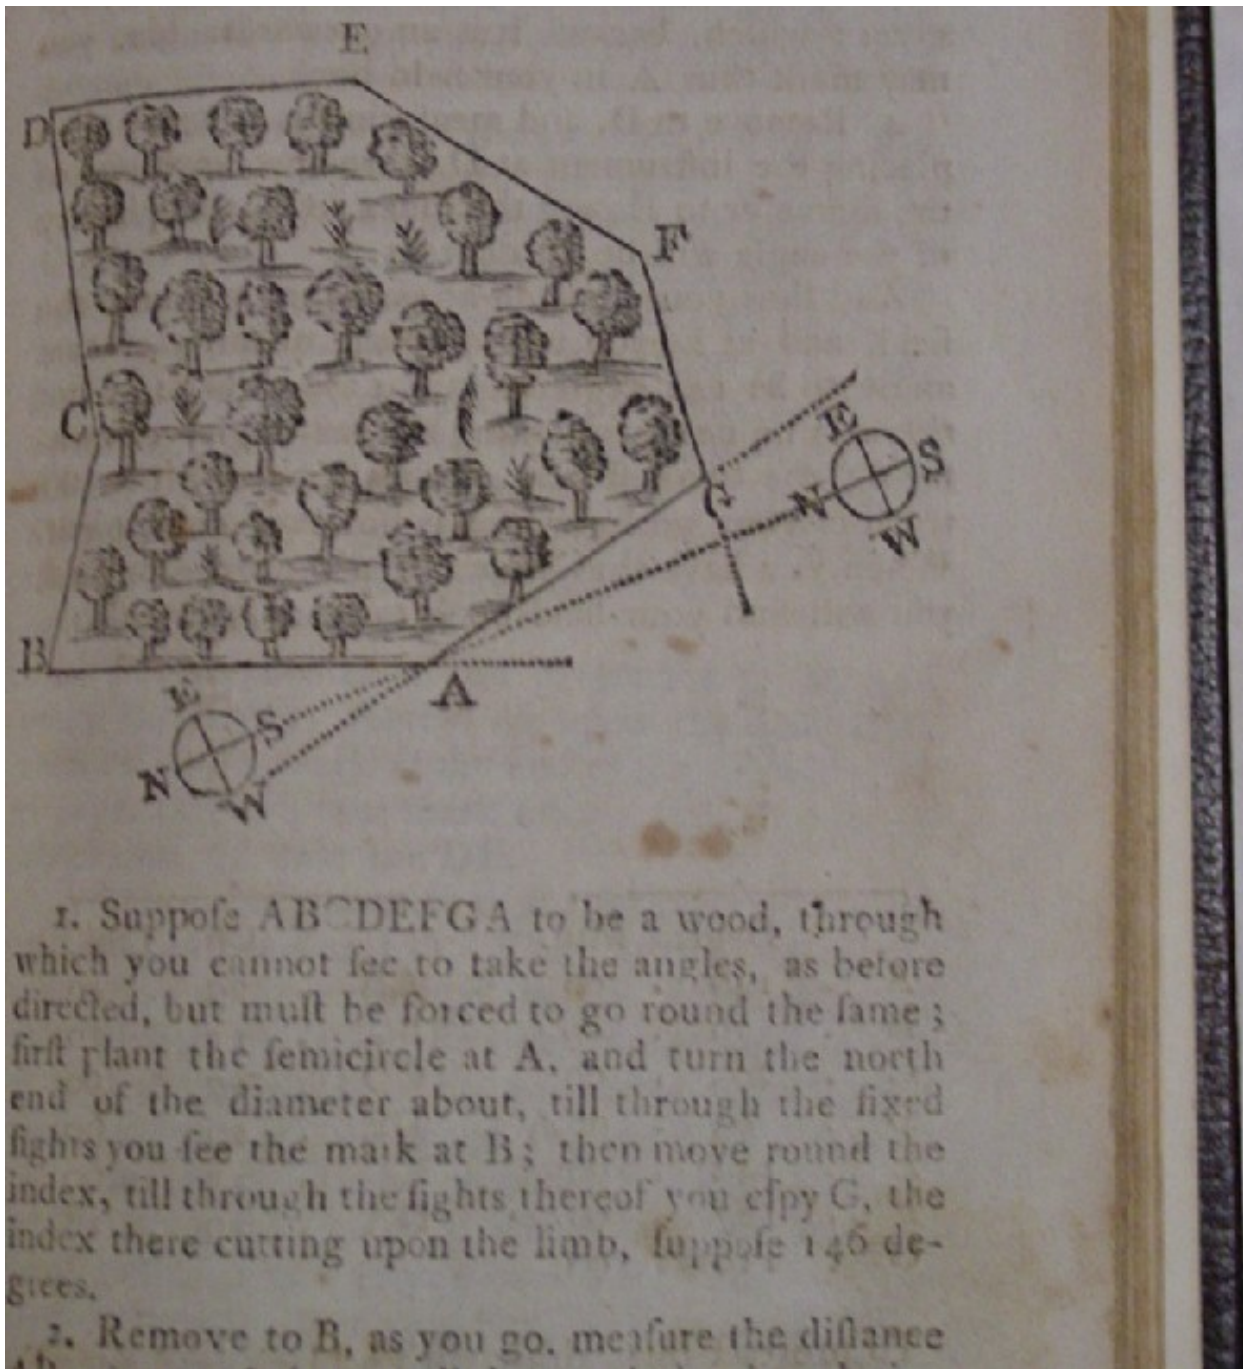 E
D
F
C
E
S
G
N
W
B
A
E
S
N
W
1. Suppoſe ABCDEFGA to be a wood, through
which you cannot ſee to take the angles, as before
directed, but muſt be forced to go round the ſame;
firſt plant the ſemicircle at A, and turn the north
end of the diameter about, till through the fixed
ſights you ſee the mark at B; then move round the
index, till through the ſights thereof you eſpy G, the
index there cutting upon the limb, ſuppoſe 146 de-
grees.
2. Remove to B, as you go, meaſure the diſtance